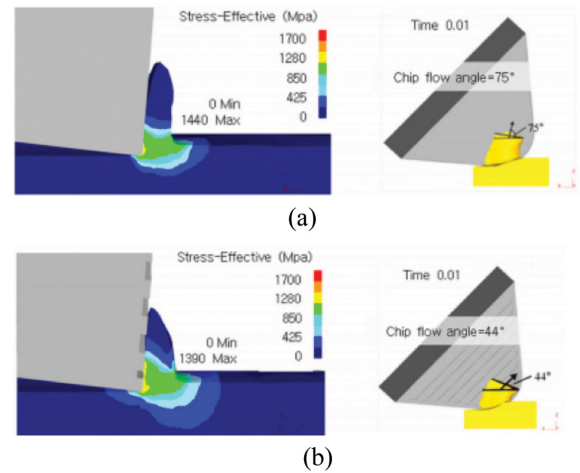 Stress-Effective (Mpa)
1700
1280
850
425
0
0 Min
1440 Max
Time 0.01
Chip flow angle=75°
75°
(a)
Stress-Effective (Mpa)
1700
1280
850
425
0
0 Min
1390 Max
Time 0.01
Chip flow angle=44°
44°
(b)